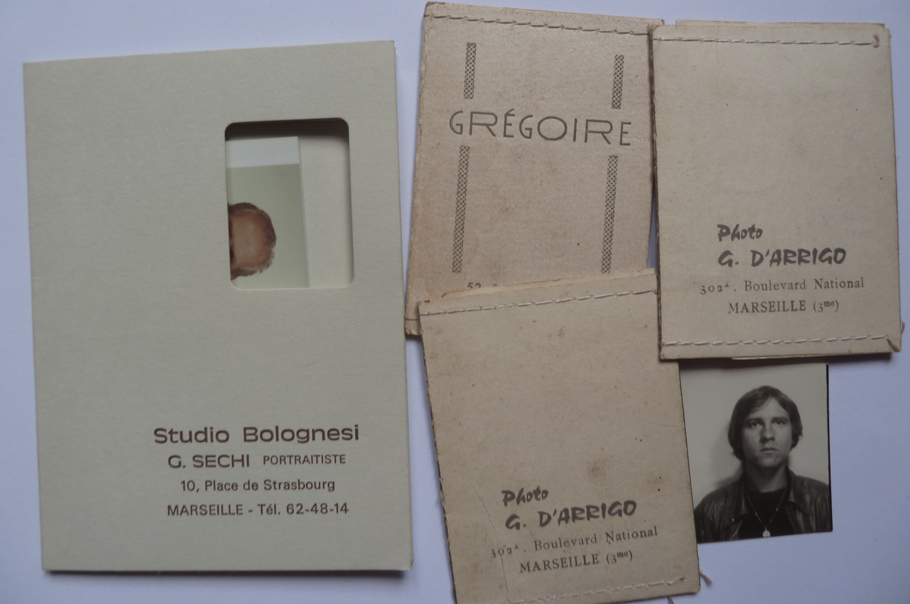 Studio Bolognesi
G. SECHI PORTRAITISTE
10, Place de Strasbourg
MARSEILLE - Tél. 62-48-14
GRÉGOIRE
Photo
G. D'ARRIGO
302ᴬ, Boulevard National
MARSEILLE (3ᵐᵉ)
Photo
G. D'ARRIGO
302ᴬ, Boulevard National
MARSEILLE (3ᵐᵉ)